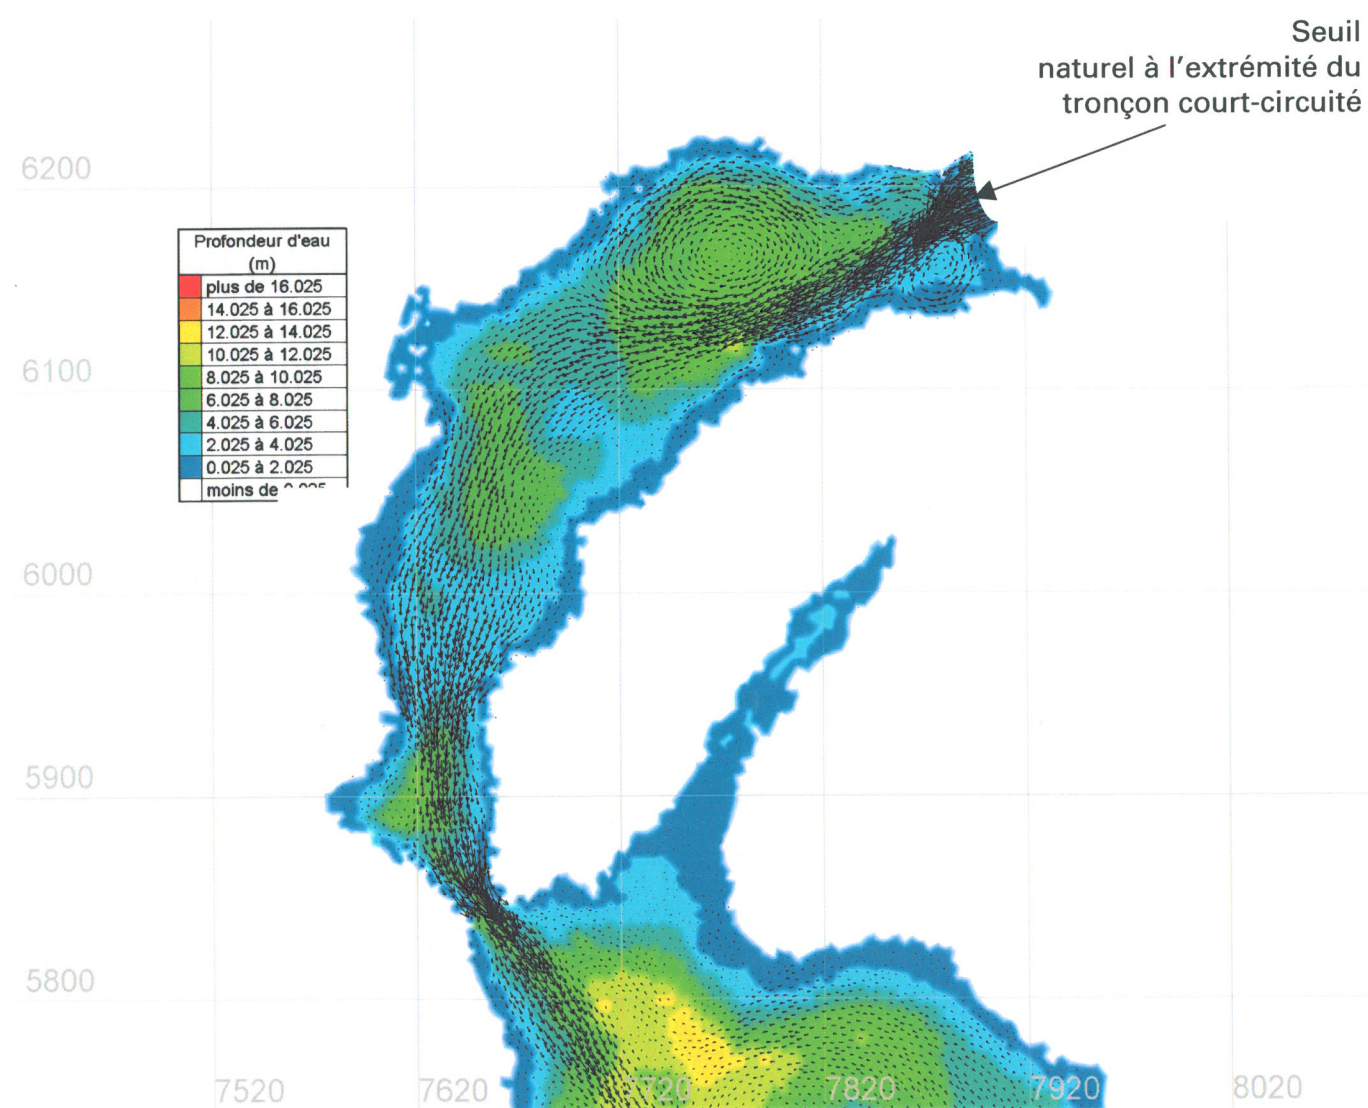 Seuil
naturel à l'extrémité du
tronçon court-circuité
6200
Profondeur d'eau
(m)
plus de 16.025
14.025 à 16.025
12.025 à 14.025
10.025 à 12.025
8.025 à 10.025
6.025 à 8.025
4.025 à 6.025
2.025 à 4.025
0.025 à 2.025
moins de
6100
6000
5900
5800
7520
7620
7720
7820
7920
8020